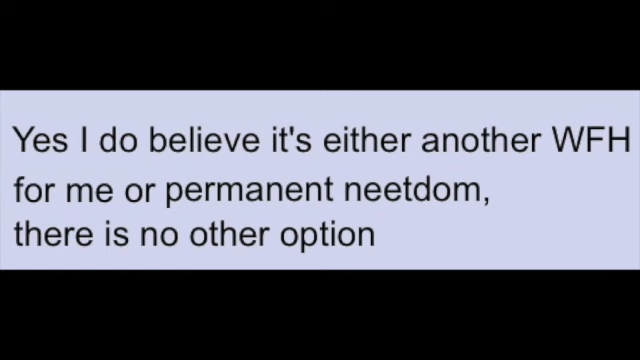 Yes I do believe it's either another WFH
for me or permanent neetdom,
there is no other option